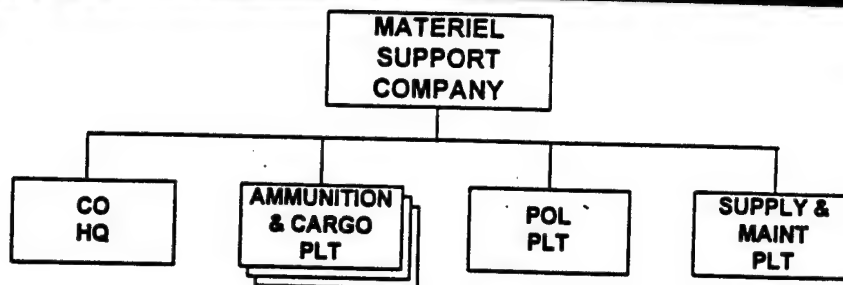 MATERIEL
SUPPORT
COMPANY
CO
HQ
AMMUNITION
& CARGO
PLT
POL
PLT
SUPPLY &
MAINT
PLT